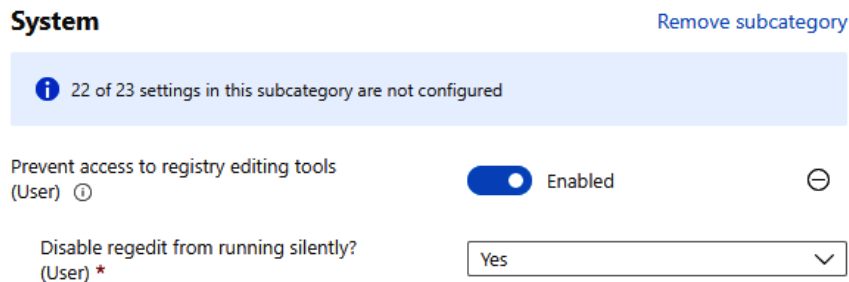 System
Remove subcategory
22 of 23 settings in this subcategory are not configured
Prevent access to registry editing tools
(User)
Enabled
Disable regedit from running silently?
(User) *
Yes